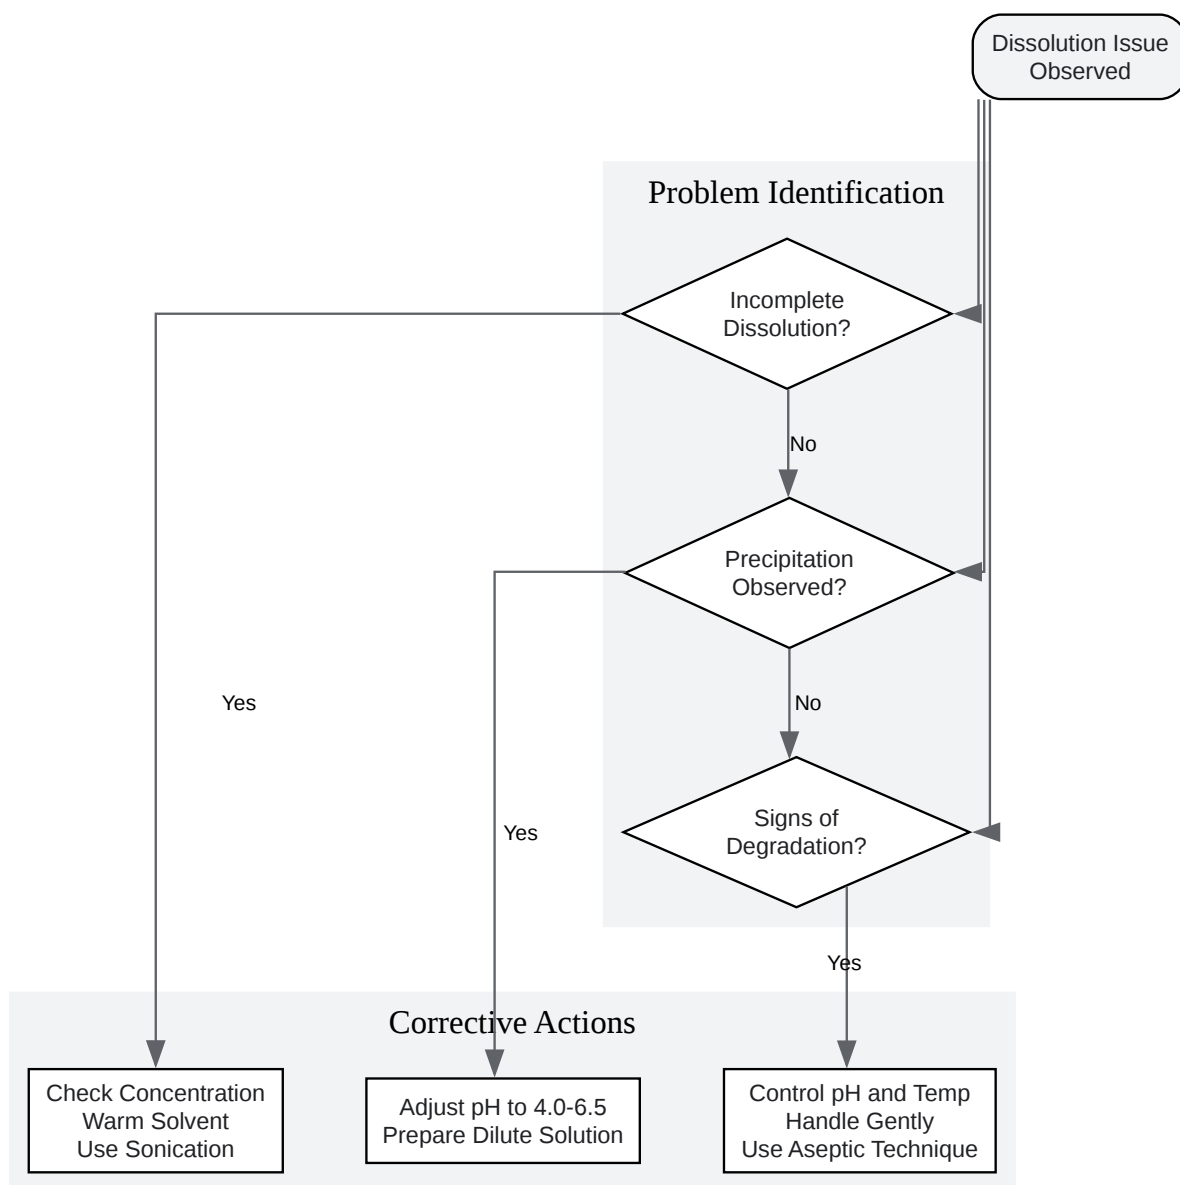 Dissolution Issue
Observed
Problem Identification
Incomplete
Dissolution?
No
Precipitation
Observed?
Yes
No
Yes
Signs of
Degradation?
Yes
Corrective Actions
Check Concentration
Warm Solvent
Use Sonication
Adjust pH to 4.0-6.5
Prepare Dilute Solution
Control pH and Temp
Handle Gently
Use Aseptic Technique